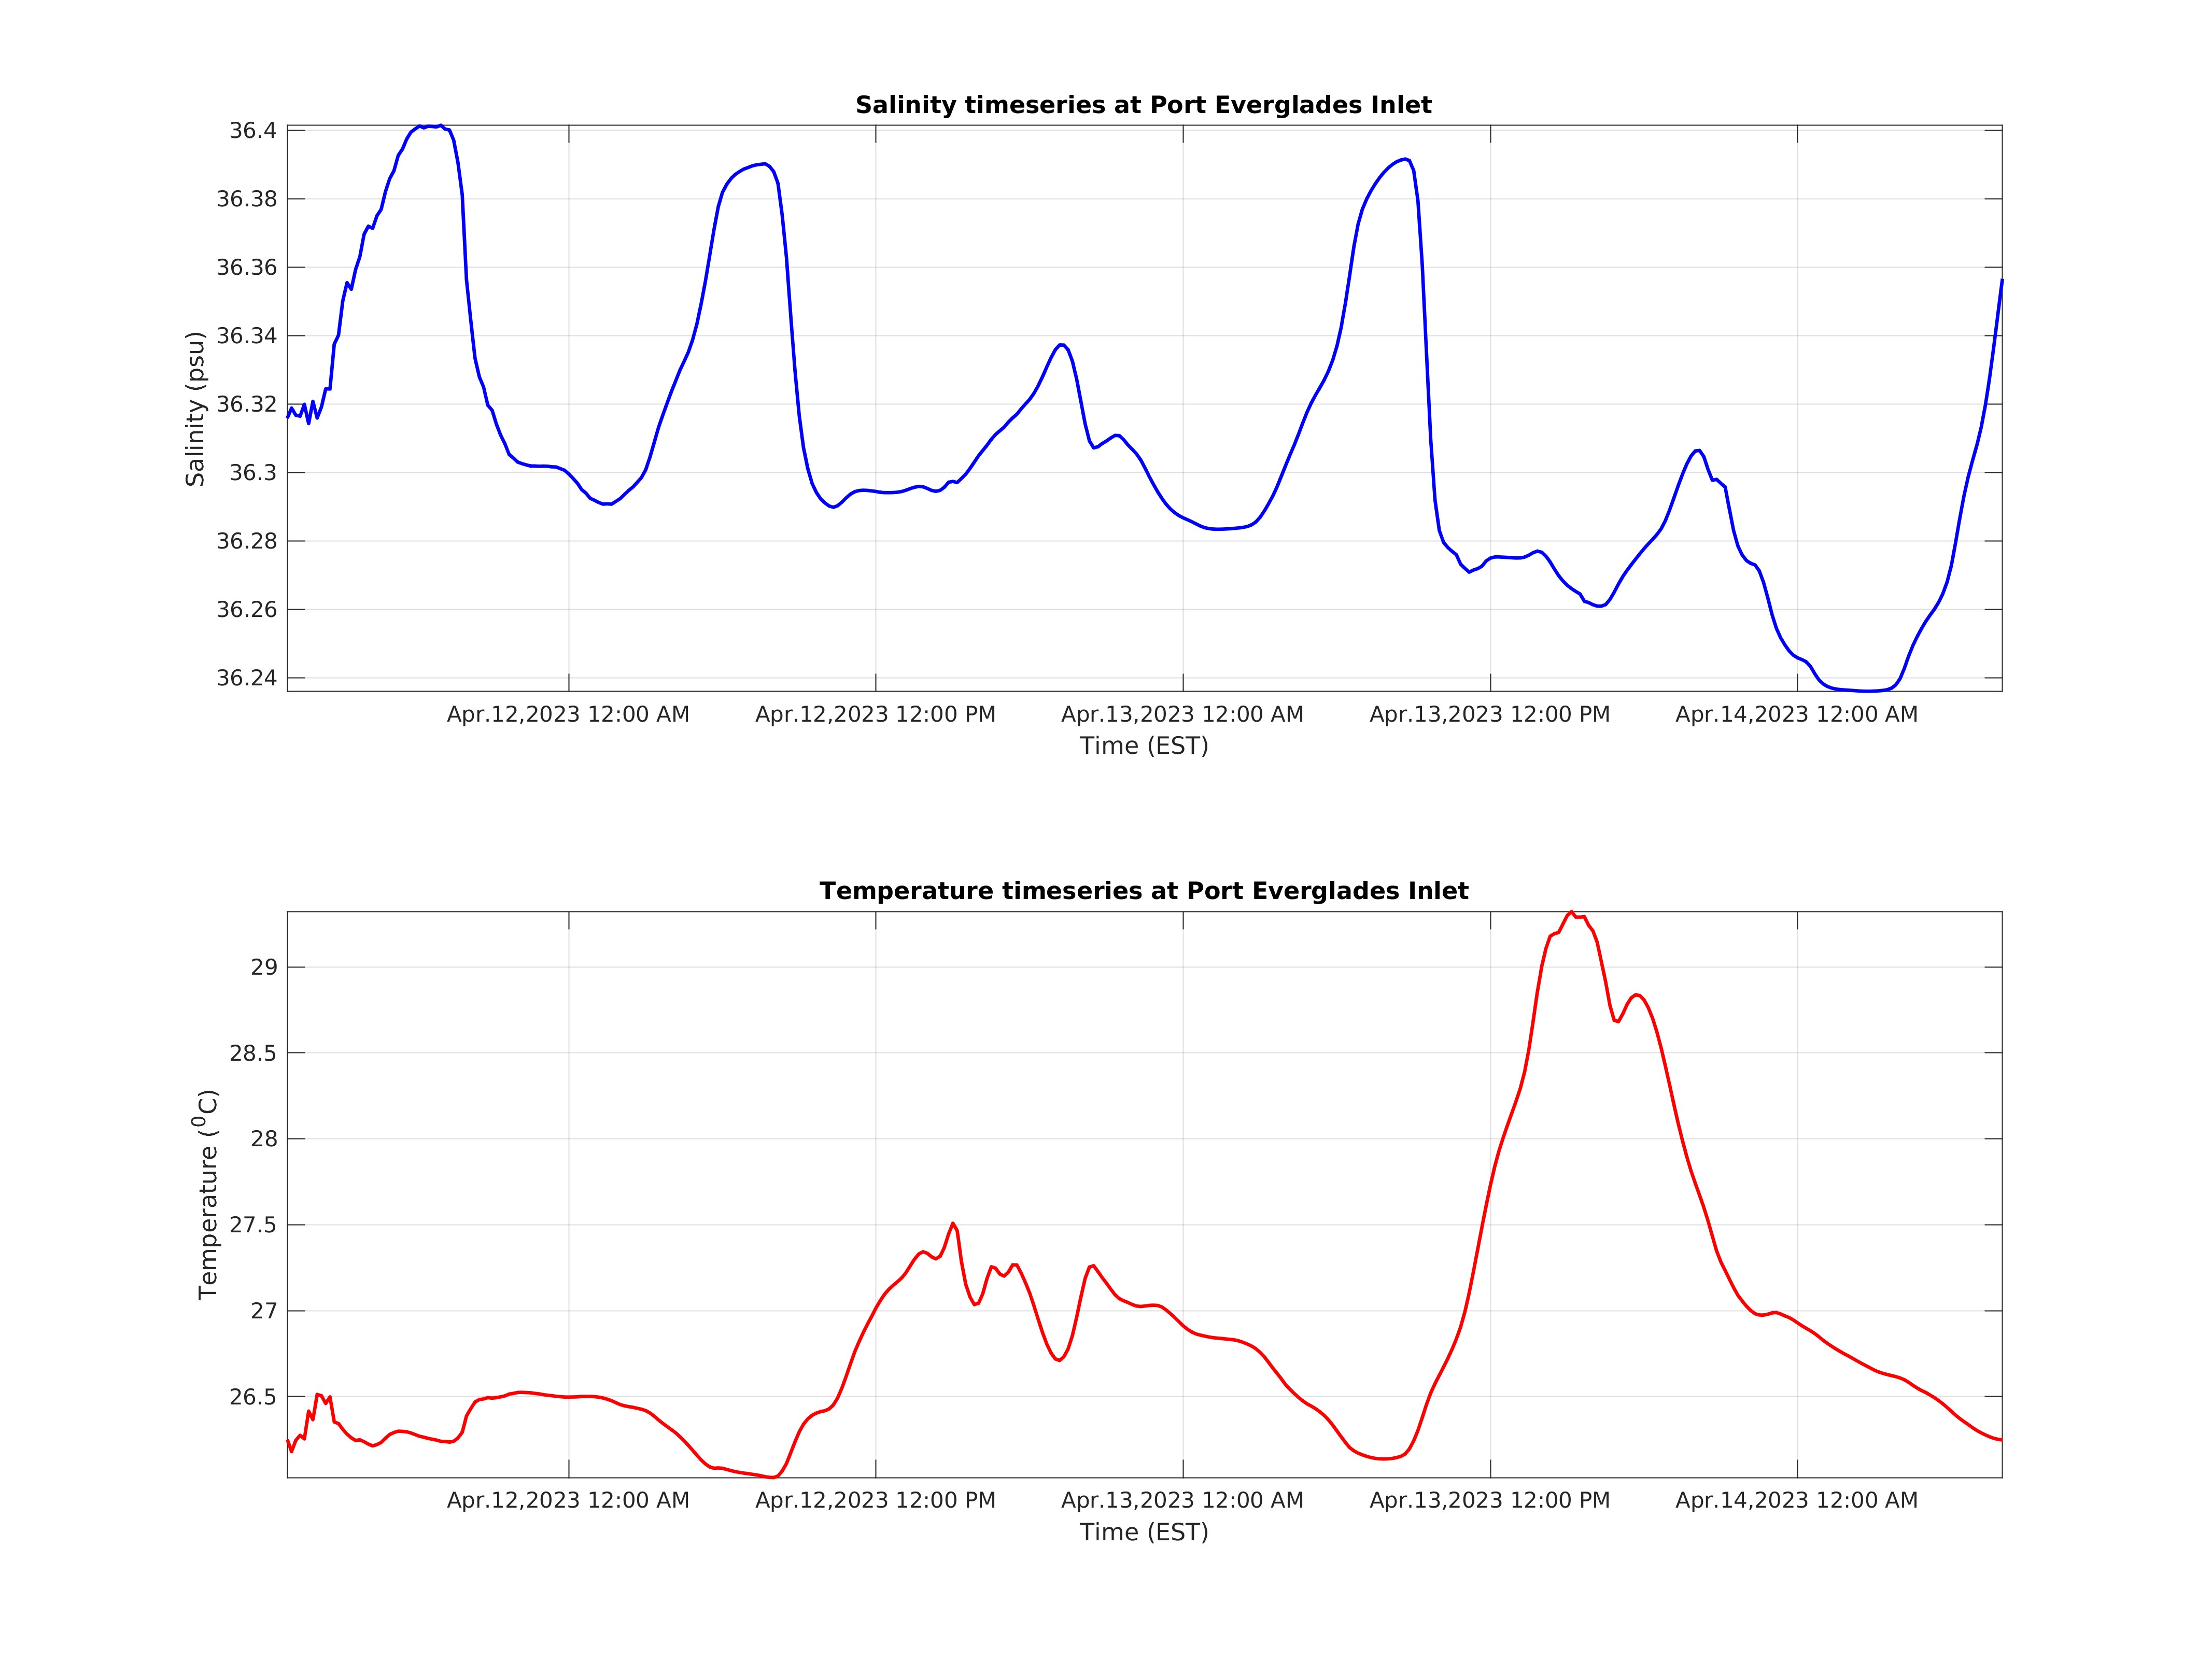 Salinity timeseries at Port Everglades Inlet
36.4
36.38
36.36
36.34
36.32
36.3
36.28
36.26
36.24
Salinity (psu)
Apr.12,2023 12:00 AM Apr.12,2023 12:00 PM Apr.13,2023 12:00 AM Apr.13,2023 12:00 PM Apr.14,2023 12:00 AM
Time (EST)
Temperature timeseries at Port Everglades Inlet
29
28.5
28
27.5
27
26.5
Temperature (⁰C)
Apr.12,2023 12:00 AM Apr.12,2023 12:00 PM Apr.13,2023 12:00 AM Apr.13,2023 12:00 PM Apr.14,2023 12:00 AM
Time (EST)